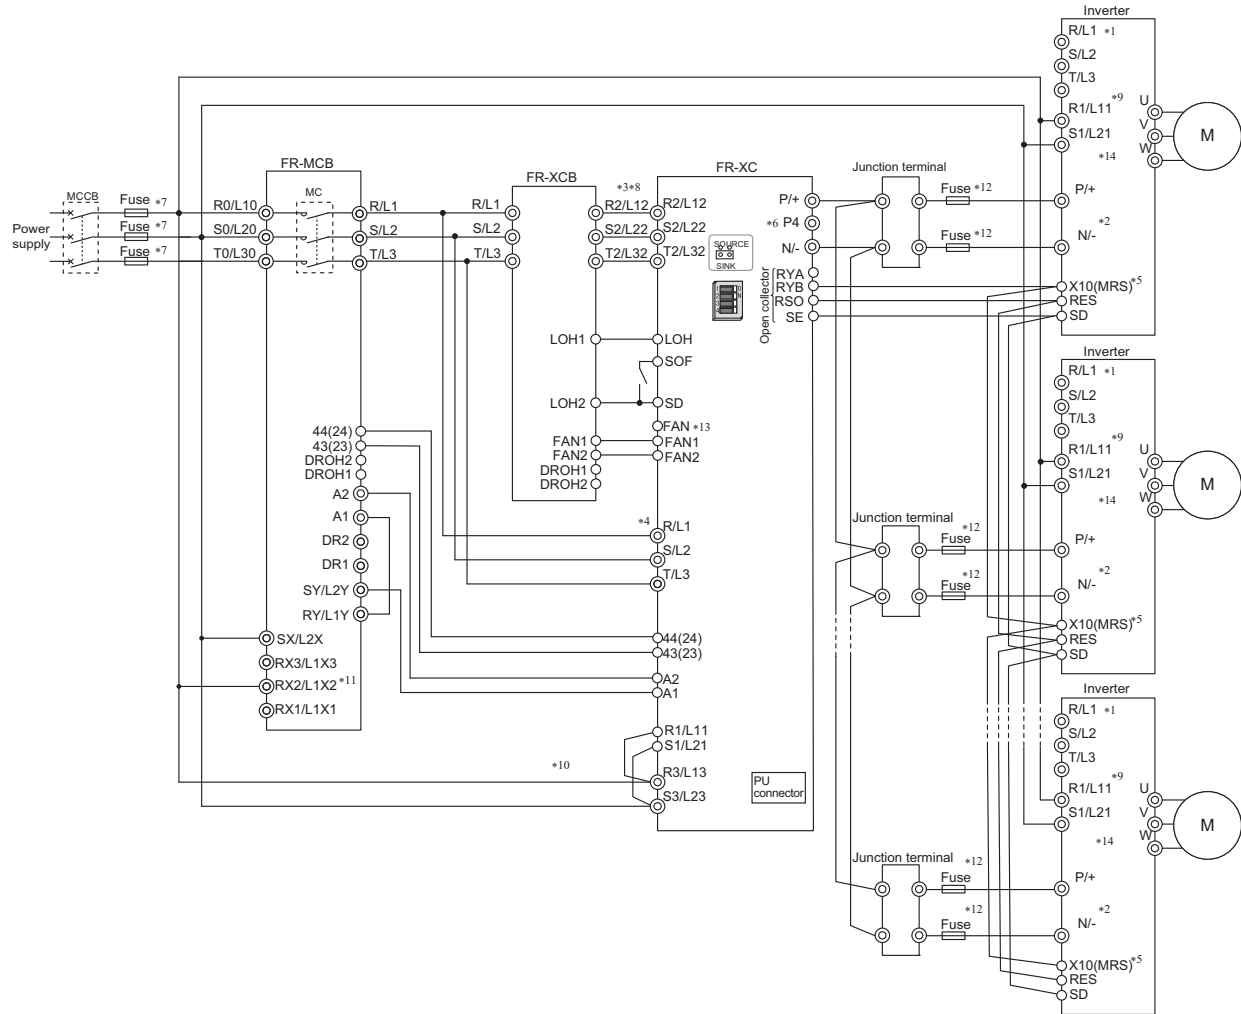 Inverter
R/L1 *1
S/L2
T/L3
R1/L11 *9
S1/L21
U
V
W
*14
M
P/+
N/- *2
X10(MRS) *5
RES
SD
Power supply
MCCB
Fuse *7
Fuse *7
Fuse *7
FR-MCB
MC
R0/L10
S0/L20
T0/L30
R/L1
S/L2
T/L3
44(24)
43(23)
DROH2
DROH1
A2
A1
DR2
DR1
SY/L2Y
RY/L1Y
SX/L2X
RX3/L1X3
RX2/L1X2 *11
RX1/L1X1
FR-XCB
R/L1
S/L2
T/L3
R2/L12
S2/L22
T2/L32
LOH1
LOH2
FAN1
FAN2
DROH1
DROH2
*3*8
FR-XC
R2/L12
S2/L22
T2/L32
LOH
SOF
SD
FAN *13
FAN1
FAN2
*4
R/L1
S/L2
T/L3
44(24)
43(23)
A2
A1
R1/L11
S1/L21
*10
R3/L13
S3/L23
P/+
*6 P4
N/-
SOURCE
SINK
Open collector
RYA
RYB
RSO
SE
PU
connector
Junction terminal
Fuse *12
Fuse *12
Inverter
R/L1 *1
S/L2
T/L3
R1/L11 *9
S1/L21
U
V
W
*14
M
Junction terminal
Fuse *12
Fuse *12
P/+
N/- *2
X10(MRS) *5
RES
SD
Inverter
R/L1 *1
S/L2
T/L3
R1/L11 *9
S1/L21
U
V
W
*14
M
Junction terminal
Fuse *12
Fuse *12
P/+
N/- *2
X10(MRS) *5
RES
SD